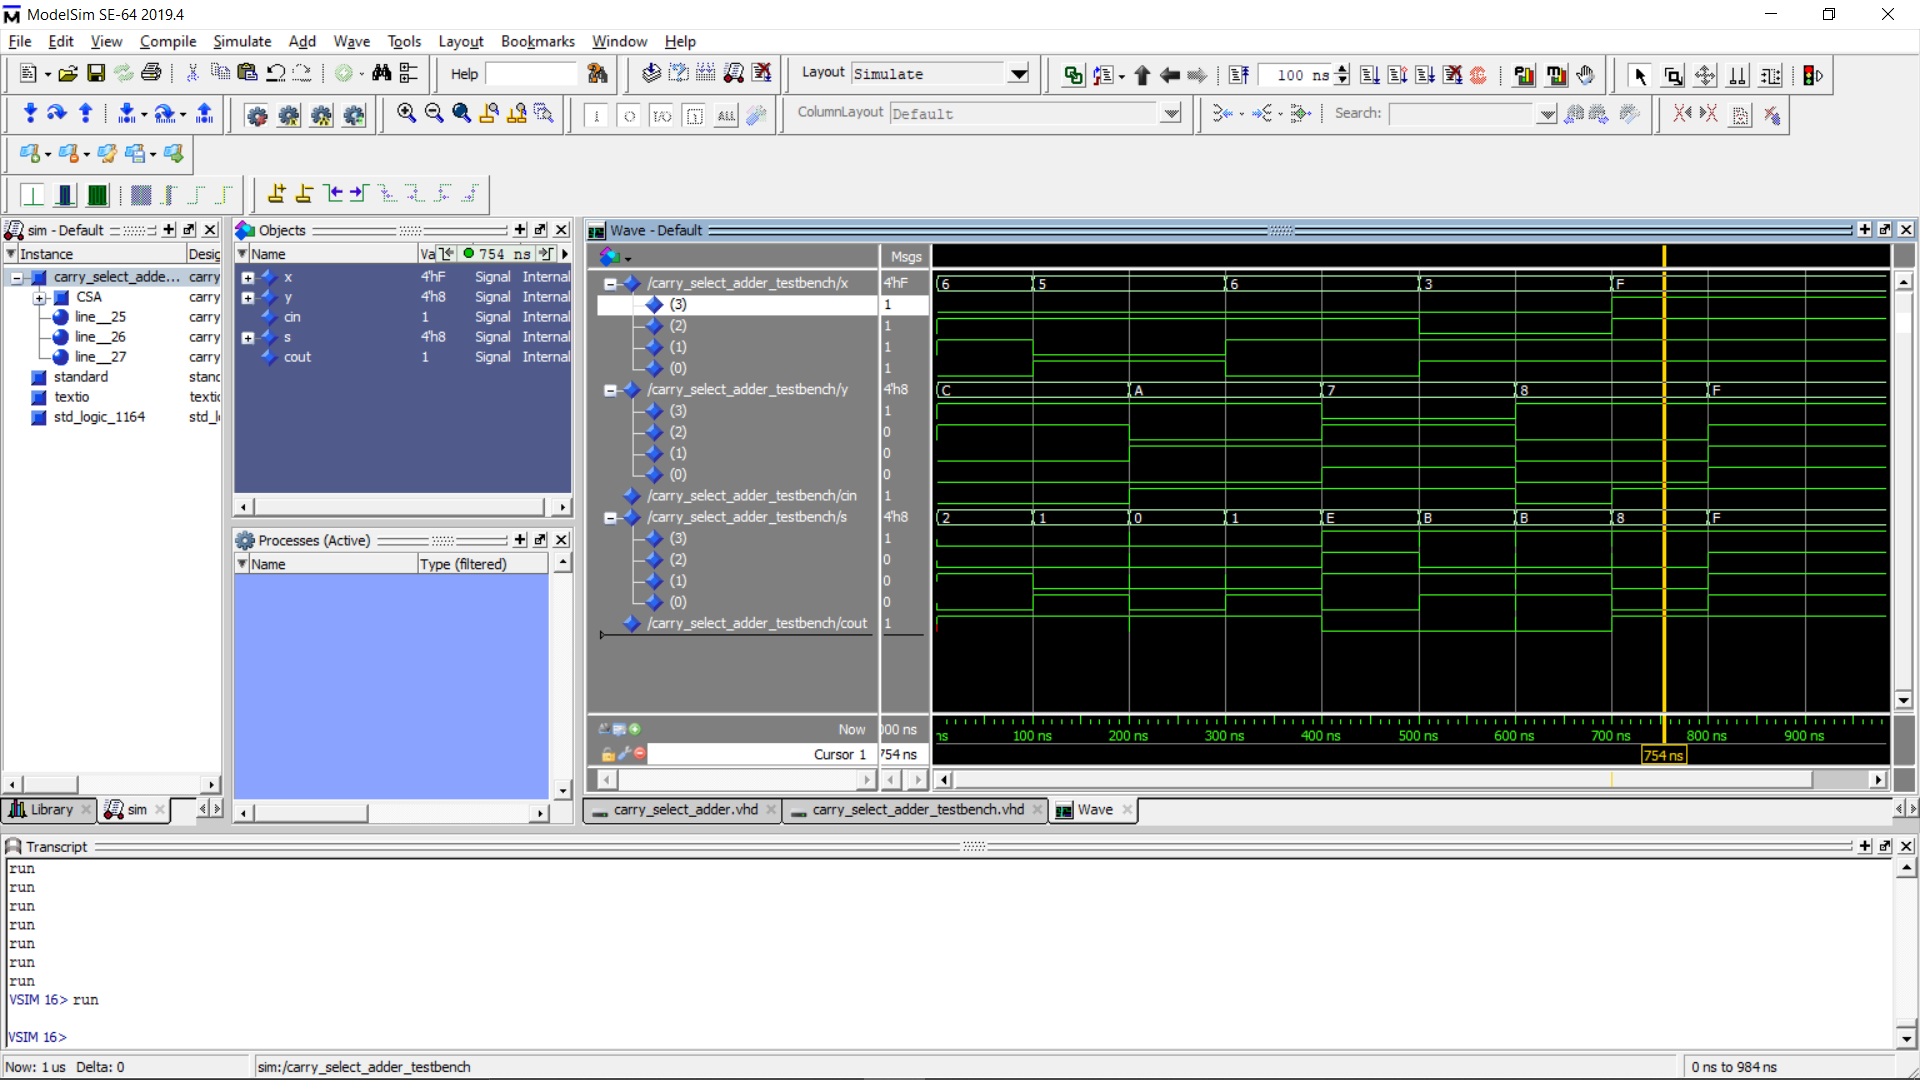 ModelSim SE-64 2019.4
File Edit View Compile Simulate Add Wave Tools Layout Bookmarks Window Help
Help Layout Simulate 100 ns
ColumnLayout Default Search:
sim - Default
Instance Desig
carry_select_adde... carry
CSA carry
line__25 carry
line__26 carry
line__27 carry
standard stand
textio textic
std_logic_1164 std_l
Library sim
Objects
Name Va 754 ns
x 4'hF Signal Internal
y 4'h8 Signal Internal
cin 1 Signal Internal
s 4'h8 Signal Internal
cout 1 Signal Internal
Processes (Active)
Name Type (filtered)
Wave - Default
Msgs
/carry_select_adder_testbench/x 4'hF 6 5 6 3 F
(3) 1
(2) 1
(1) 1
(0) 1
/carry_select_adder_testbench/y 4'h8 C A 7 8 F
(3) 1
(2) 0
(1) 0
(0) 0
/carry_select_adder_testbench/cin 1
/carry_select_adder_testbench/s 4'h8 2 1 0 1 E B B 8 F
(3) 1
(2) 0
(1) 0
(0) 0
/carry_select_adder_testbench/cout 1
Now 000 ns ns 100 ns 200 ns 300 ns 400 ns 500 ns 600 ns 700 ns 800 ns 900 ns
Cursor 1 754 ns 754 ns
carry_select_adder.vhd carry_select_adder_testbench.vhd Wave
Transcript
run
run
run
run
run
run
run
VSIM 16> run
VSIM 16>
Now: 1 us Delta: 0 sim:/carry_select_adder_testbench 0 ns to 984 ns